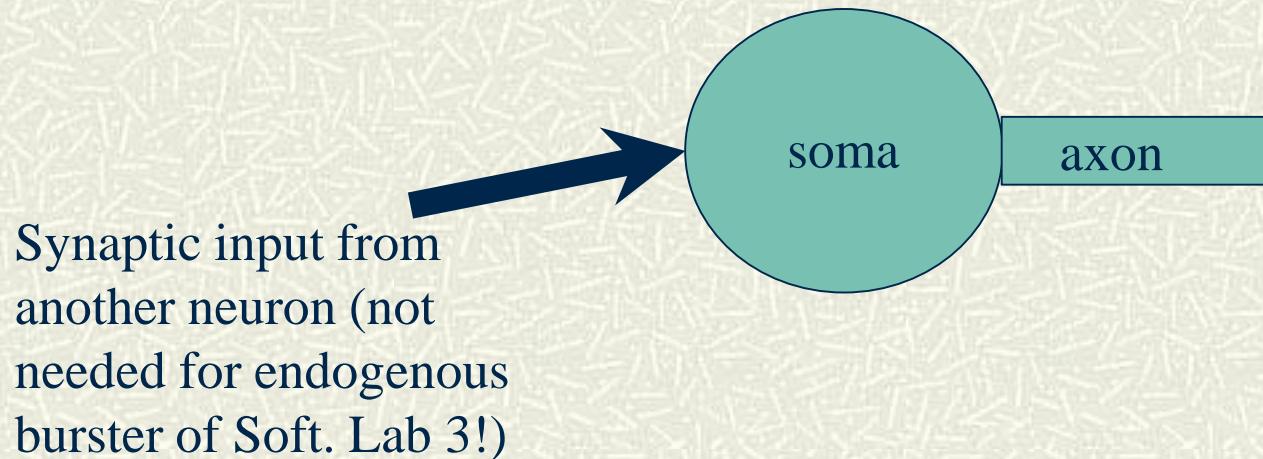 soma
axon
Synaptic input from
another neuron (not
needed for endogenous
burster of Soft. Lab 3!)